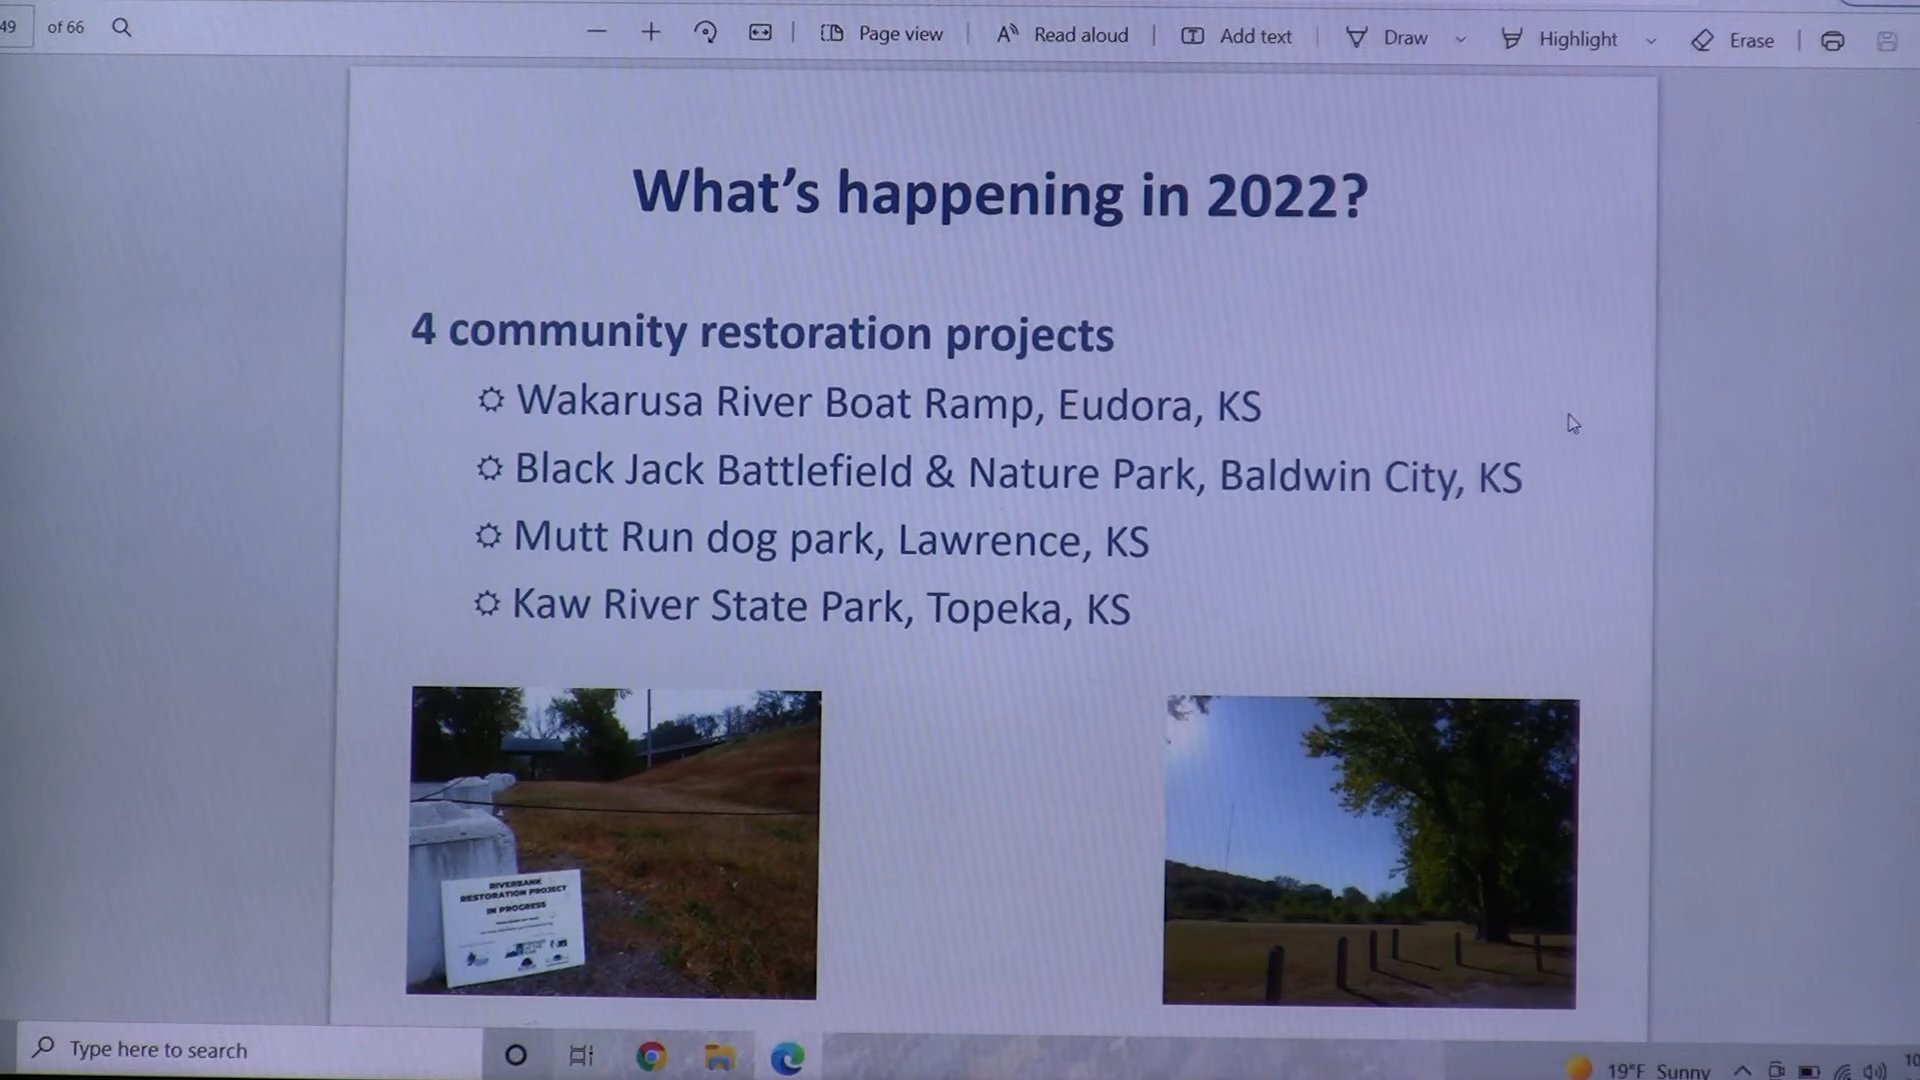 49 of 66
Page view
Read aloud
Add text
Draw
Highlight
Erase
What's happening in 2022?
4 community restoration projects
Wakarusa River Boat Ramp, Eudora, KS
Black Jack Battlefield & Nature Park, Baldwin City, KS
Mutt Run dog park, Lawrence, KS
Kaw River State Park, Topeka, KS
RIVERBANK
RESTORATION PROJECT
IN PROGRESS
Type here to search
19°F Sunny
10